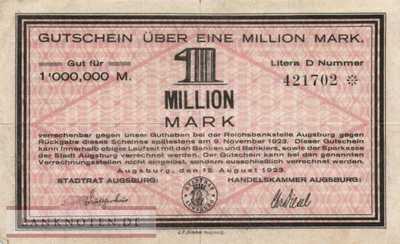 GUTSCHEIN ÜBER EINE MILLION MARK.
Gut für
1'000,000 M.
Litera D Nummer
421702 ※
1
MILLION
MARK
verrechenbar gegen unser Guthaben bei der Reichsbankstelle Augsburg gegen
Rückgabe dieses Scheines spätestens am 9. November 1923. Dieser Gutschein
kann innerhalb obiger Laufzeit mit den Banken und Bankiers, sowie der Sparkasse
der Stadt Augsburg verrechnet werden. Der Gutschein kann bei den genannten
Verrechnungsstellen nicht eingelöst, sondern ausschließlich verrechnet werden.
Augsburg, den 15. August 1923.
STADTRAT AUGSBURG:
HANDELSKAMMER AUGSBURG:
BANKNOTEN.DE